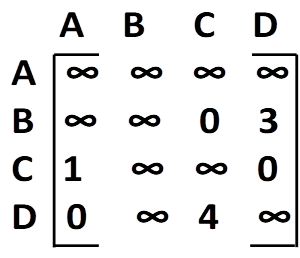 A B C D
A ∞ ∞ ∞ ∞
B ∞ ∞ 0 3
C 1 ∞ ∞ 0
D 0 ∞ 4 ∞